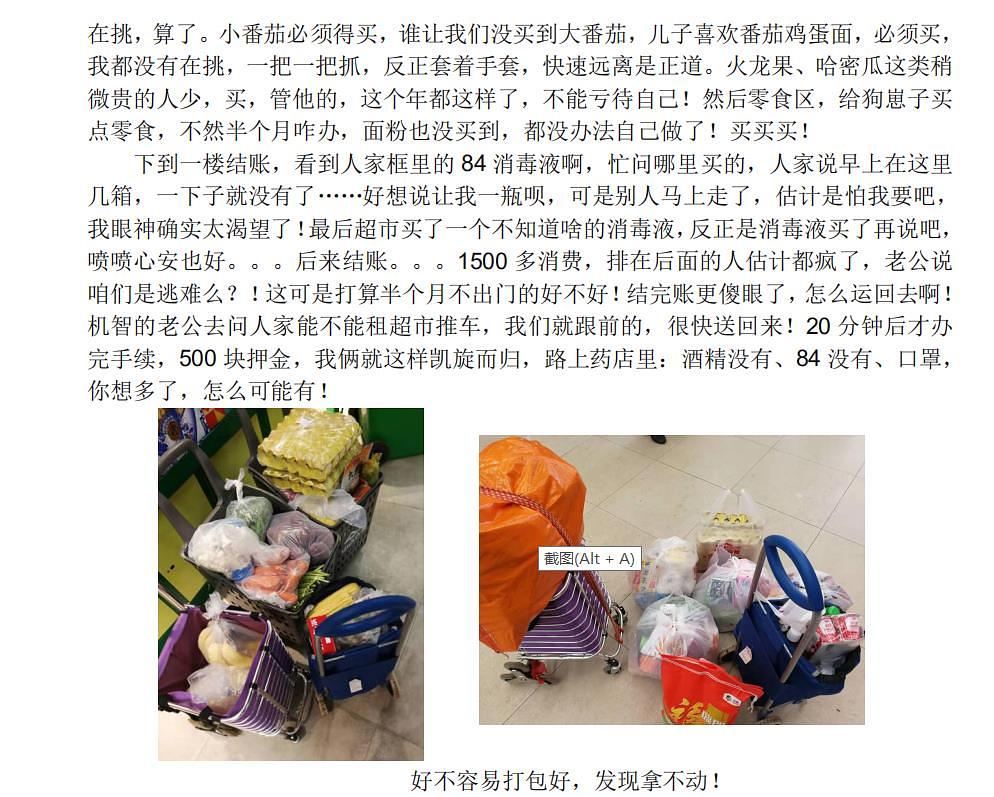 在挑，算了。小番茄必须得买，谁让我们没买到大番茄，儿子喜欢番茄鸡蛋面，必须买，
我都没有在挑，一把一把抓，反正套着手套，快速远离是正道。火龙果、哈密瓜这类稍
微贵的人少，买，管他的，这个年都这样了，不能亏待自己！然后零食区，给狗崽子买
点零食，不然半个月咋办，面粉也没买到，都没办法自己做了！买买买！
下到一楼结账，看到人家框里的 84 消毒液啊，忙问哪里买的，人家说早上在这里
几箱，一下子就没有了……好想说让我一瓶呗，可是别人马上走了，估计是怕我要吧，
我眼神确实太渴望了！最后超市买了一个不知道啥的消毒液，反正是消毒液买了再说吧，
喷喷心安也好。。。后来结账。。。1500 多消费，排在后面的人估计都疯了，老公说
咱们是逃难么？！这可是打算半个月不出门的好不好！结完账更傻眼了，怎么运回去啊！
机智的老公去问人家能不能租超市推车，我们就跟前的，很快送回来！20 分钟后才办
完手续，500 块押金，我俩就这样凯旋而归，路上药店里：酒精没有、84 没有、口罩，
你想多了，怎么可能有！
截图(Alt + A)
福
好不容易打包好，发现拿不动！